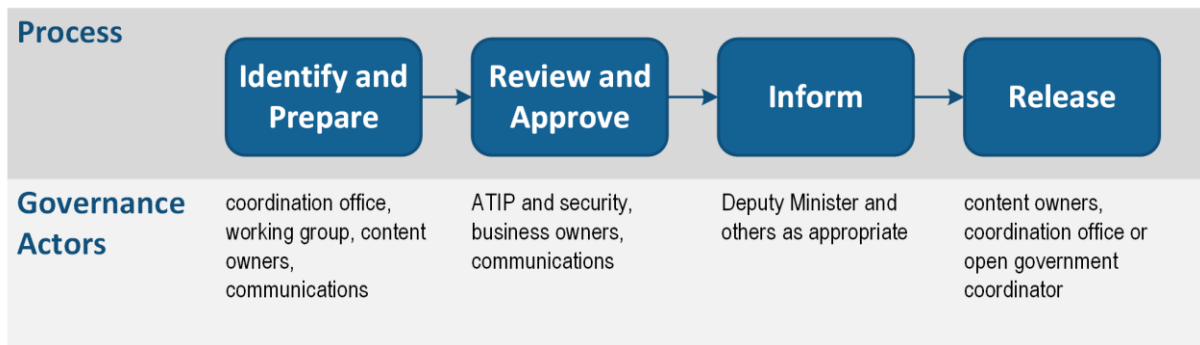 Process
Identify and
Prepare
Review and
Approve
Inform
Release
Governance
Actors
coordination office,
working group, content
owners,
communications
ATIP and security,
business owners,
communications
Deputy Minister and
others as appropriate
content owners,
coordination office or
open government
coordinator